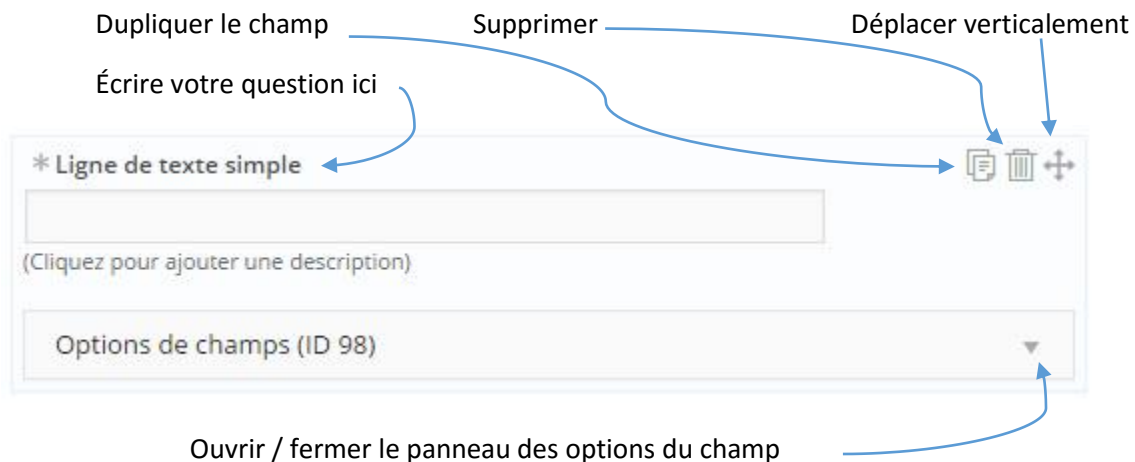 Dupliquer le champ Supprimer Déplacer verticalement
Écrire votre question ici
* Ligne de texte simple
(Cliquez pour ajouter une description)
Options de champs (ID 98)
Ouvrir / fermer le panneau des options du champ